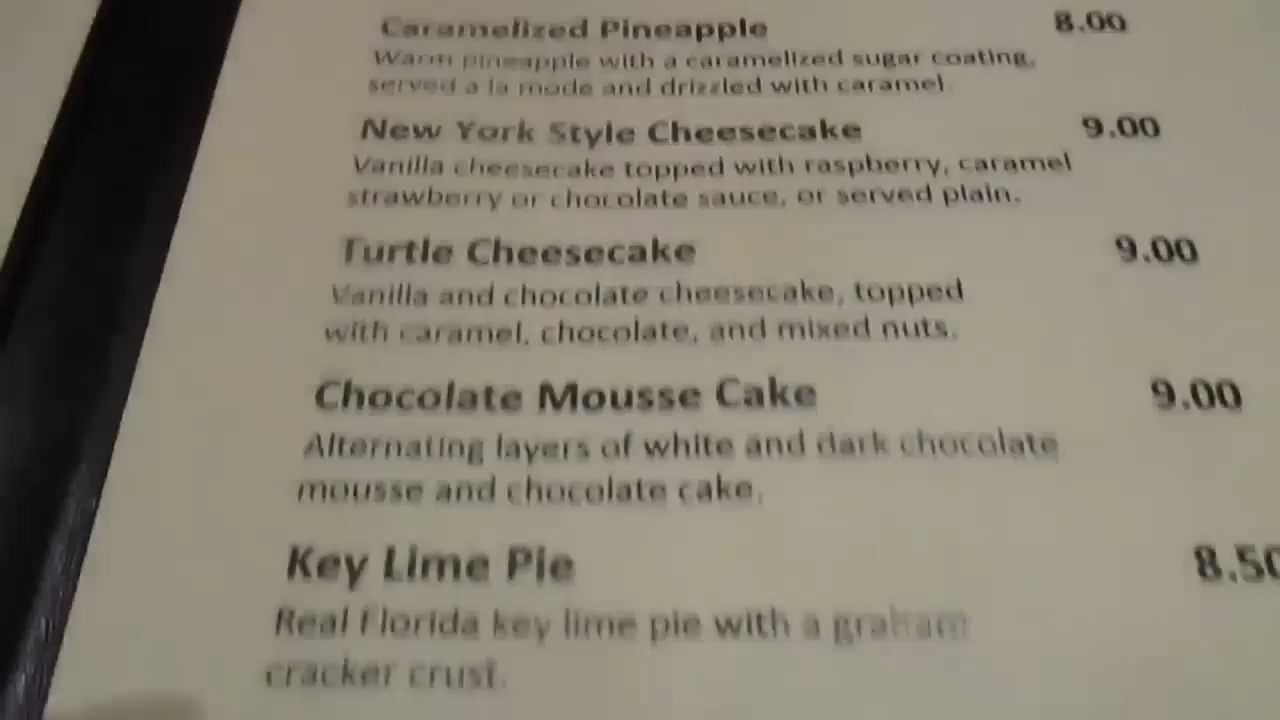 Caramelized Pineapple 8.00
Warm pineapple with a caramelized sugar coating,
served a la mode and drizzled with caramel.
New York Style Cheesecake 9.00
Vanilla cheesecake topped with raspberry, caramel
strawberry or chocolate sauce, or served plain.
Turtle Cheesecake 9.00
Vanilla and chocolate cheesecake, topped
with caramel, chocolate, and mixed nuts.
Chocolate Mousse Cake 9.00
Alternating layers of white and dark chocolate
mousse and chocolate cake.
Key Lime Pie 8.50
Real Florida key lime pie with a graham
cracker crust.